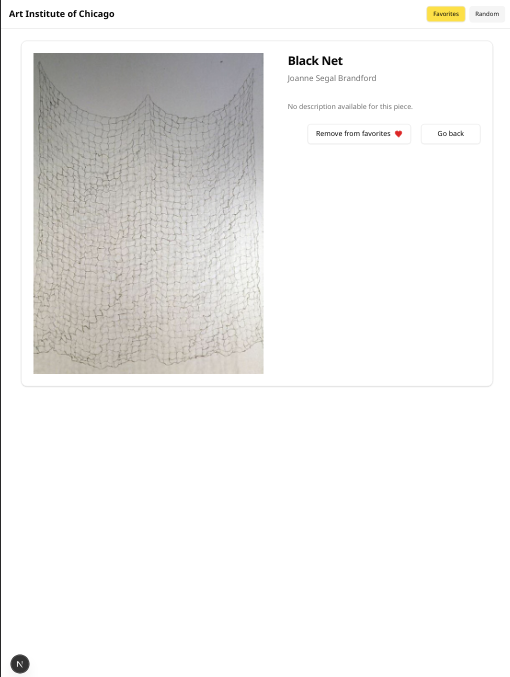 Art Institute of Chicago
Favorites
Random
Black Net
Joanne Segal Brandford
No description available for this piece.
Remove from favorites
Go back
N